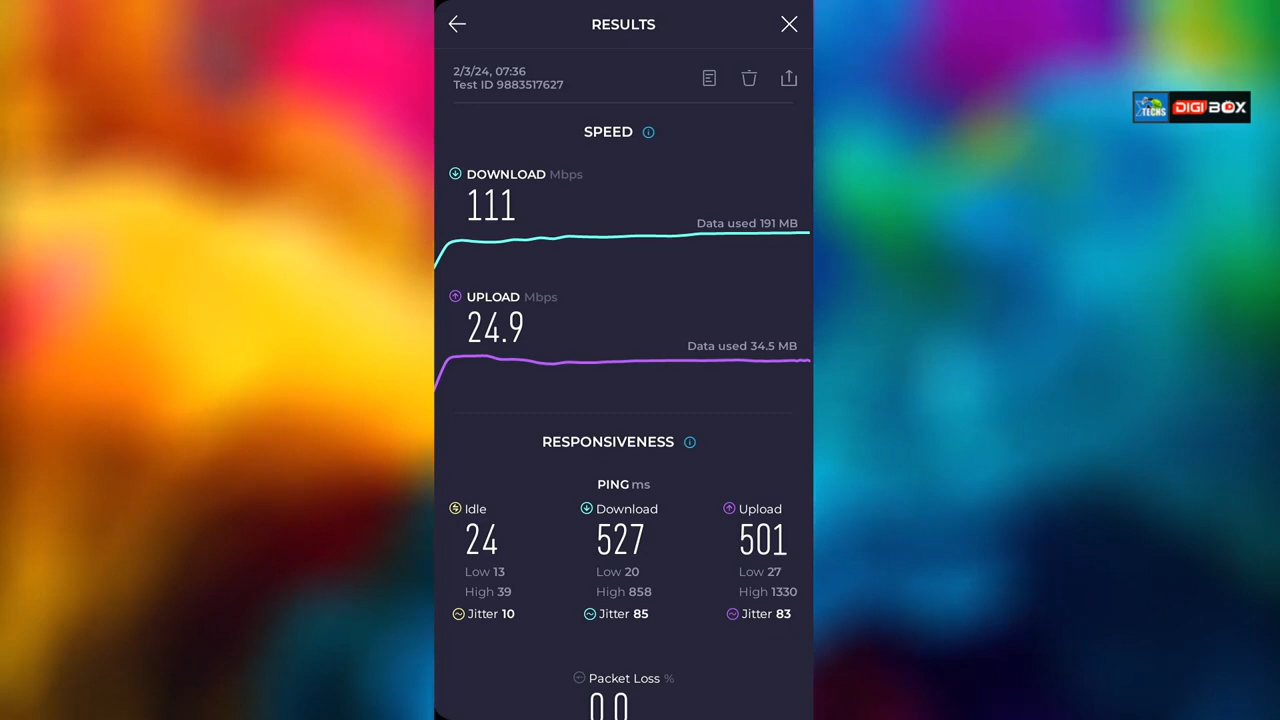 RESULTS
2/3/24, 07:36
Test ID 9883517627
XTECHS DIGIBOX
SPEED
DOWNLOAD Mbps
111
Data used 191 MB
UPLOAD Mbps
24.9
Data used 34.5 MB
RESPONSIVENESS
PING ms
Idle Download Upload
24 527 501
Low 13 Low 20 Low 27
High 39 High 858 High 1330
Jitter 10 Jitter 85 Jitter 83
Packet Loss %
0.0